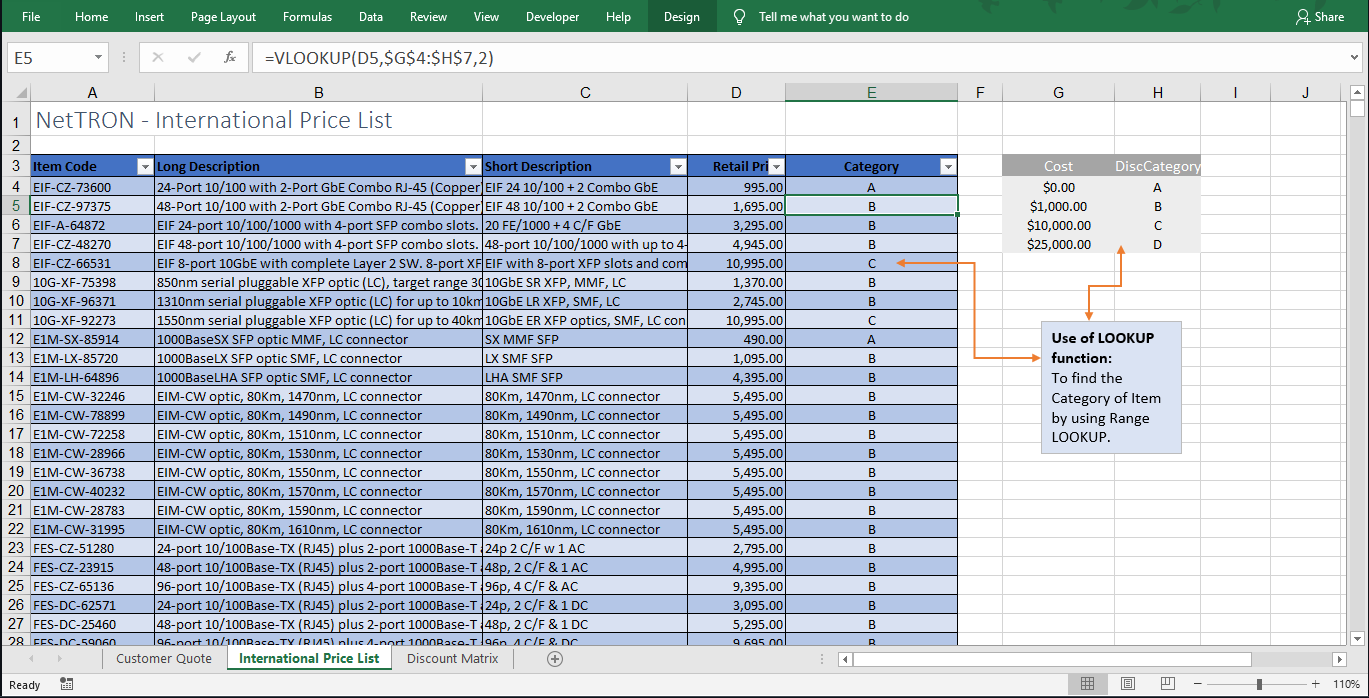 File Home Insert Page Layout Formulas Data Review View Developer Help Design Tell me what you want to do Share
E5 fx =VLOOKUP(D5,$G$4:$H$7,2)
A B C D E F G H I J
1 NetTRON - International Price List
2
3 Item Code Long Description Short Description Retail Pri Category Cost DiscCategory
4 EIF-CZ-73600 24-Port 10/100 with 2-Port GbE Combo RJ-45 (Copper EIF 24 10/100 + 2 Combo GbE 995.00 A $0.00 A
5 EIF-CZ-97375 48-Port 10/100 with 2-Port GbE Combo RJ-45 (Copper EIF 48 10/100 + 2 Combo GbE 1,695.00 B $1,000.00 B
6 EIF-A-64872 EIF 24-port 10/100/1000 with 4-port SFP combo slots. 20 FE/1000 + 4 C/F GbE 3,295.00 B $10,000.00 C
7 EIF-CZ-48270 EIF 48-port 10/100/1000 with 4-port SFP combo slots. 48-port 10/100/1000 with up to 4- 4,945.00 B $25,000.00 D
8 EIF-CZ-66531 EIF 8-port 10GbE with complete Layer 2 SW. 8-port XF EIF with 8-port XFP slots and com 10,995.00 C
9 10G-XF-75398 850nm serial pluggable XFP optic (LC), target range 30 10GbE SR XFP, MMF, LC 1,370.00 B
10 10G-XF-96371 1310nm serial pluggable XFP optic (LC) for up to 10km 10GbE LR XFP, SMF, LC 2,745.00 B
11 10G-XF-92273 1550nm serial pluggable XFP optic (LC) for up to 40km 10GbE ER XFP optics, SMF, LC con 10,995.00 C
12 E1M-SX-85914 1000BaseSX SFP optic MMF, LC connector SX MMF SFP 490.00 A
13 E1M-LX-85720 1000BaseLX SFP optic SMF, LC connector LX SMF SFP 1,095.00 B
14 E1M-LH-64896 1000BaseLHA SFP optic SMF, LC connector LHA SMF SFP 4,395.00 B
15 E1M-CW-32246 EIM-CW optic, 80Km, 1470nm, LC connector 80Km, 1470nm, LC connector 5,495.00 B
16 E1M-CW-78899 EIM-CW optic, 80Km, 1490nm, LC connector 80Km, 1490nm, LC connector 5,495.00 B
17 E1M-CW-72258 EIM-CW optic, 80Km, 1510nm, LC connector 80Km, 1510nm, LC connector 5,495.00 B
18 E1M-CW-28966 EIM-CW optic, 80Km, 1530nm, LC connector 80Km, 1530nm, LC connector 5,495.00 B
19 E1M-CW-36738 EIM-CW optic, 80Km, 1550nm, LC connector 80Km, 1550nm, LC connector 5,495.00 B
20 E1M-CW-40232 EIM-CW optic, 80Km, 1570nm, LC connector 80Km, 1570nm, LC connector 5,495.00 B
21 E1M-CW-28783 EIM-CW optic, 80Km, 1590nm, LC connector 80Km, 1590nm, LC connector 5,495.00 B
22 E1M-CW-31995 EIM-CW optic, 80Km, 1610nm, LC connector 80Km, 1610nm, LC connector 5,495.00 B
23 FES-CZ-51280 24-port 10/100Base-TX (RJ45) plus 2-port 1000Base-T 24p 2 C/F w 1 AC 2,795.00 B
24 FES-CZ-23915 48-port 10/100Base-TX (RJ45) plus 2-port 1000Base-T 48p, 2 C/F & 1 AC 4,995.00 B
25 FES-CZ-65136 96-port 10/100Base-TX (RJ45) plus 4-port 1000Base-T 96p, 4 C/F & AC 9,395.00 B
26 FES-DC-62571 24-port 10/100Base-TX (RJ45) plus 2-port 1000Base-T 24p, 2 C/F & 1 DC 3,095.00 B
27 FES-DC-25460 48-port 10/100Base-TX (RJ45) plus 2-port 1000Base-T 48p, 2 C/F & 1 DC 5,295.00 B
28 FES-DC-59060 96-port 10/100Base-TX (RJ45) plus 4-port 1000Base-T 96p, 4 C/F & DC 9,695.00 B
Use of LOOKUP
function:
To find the
Category of Item
by using Range
LOOKUP.
Customer Quote International Price List Discount Matrix
Ready 110%